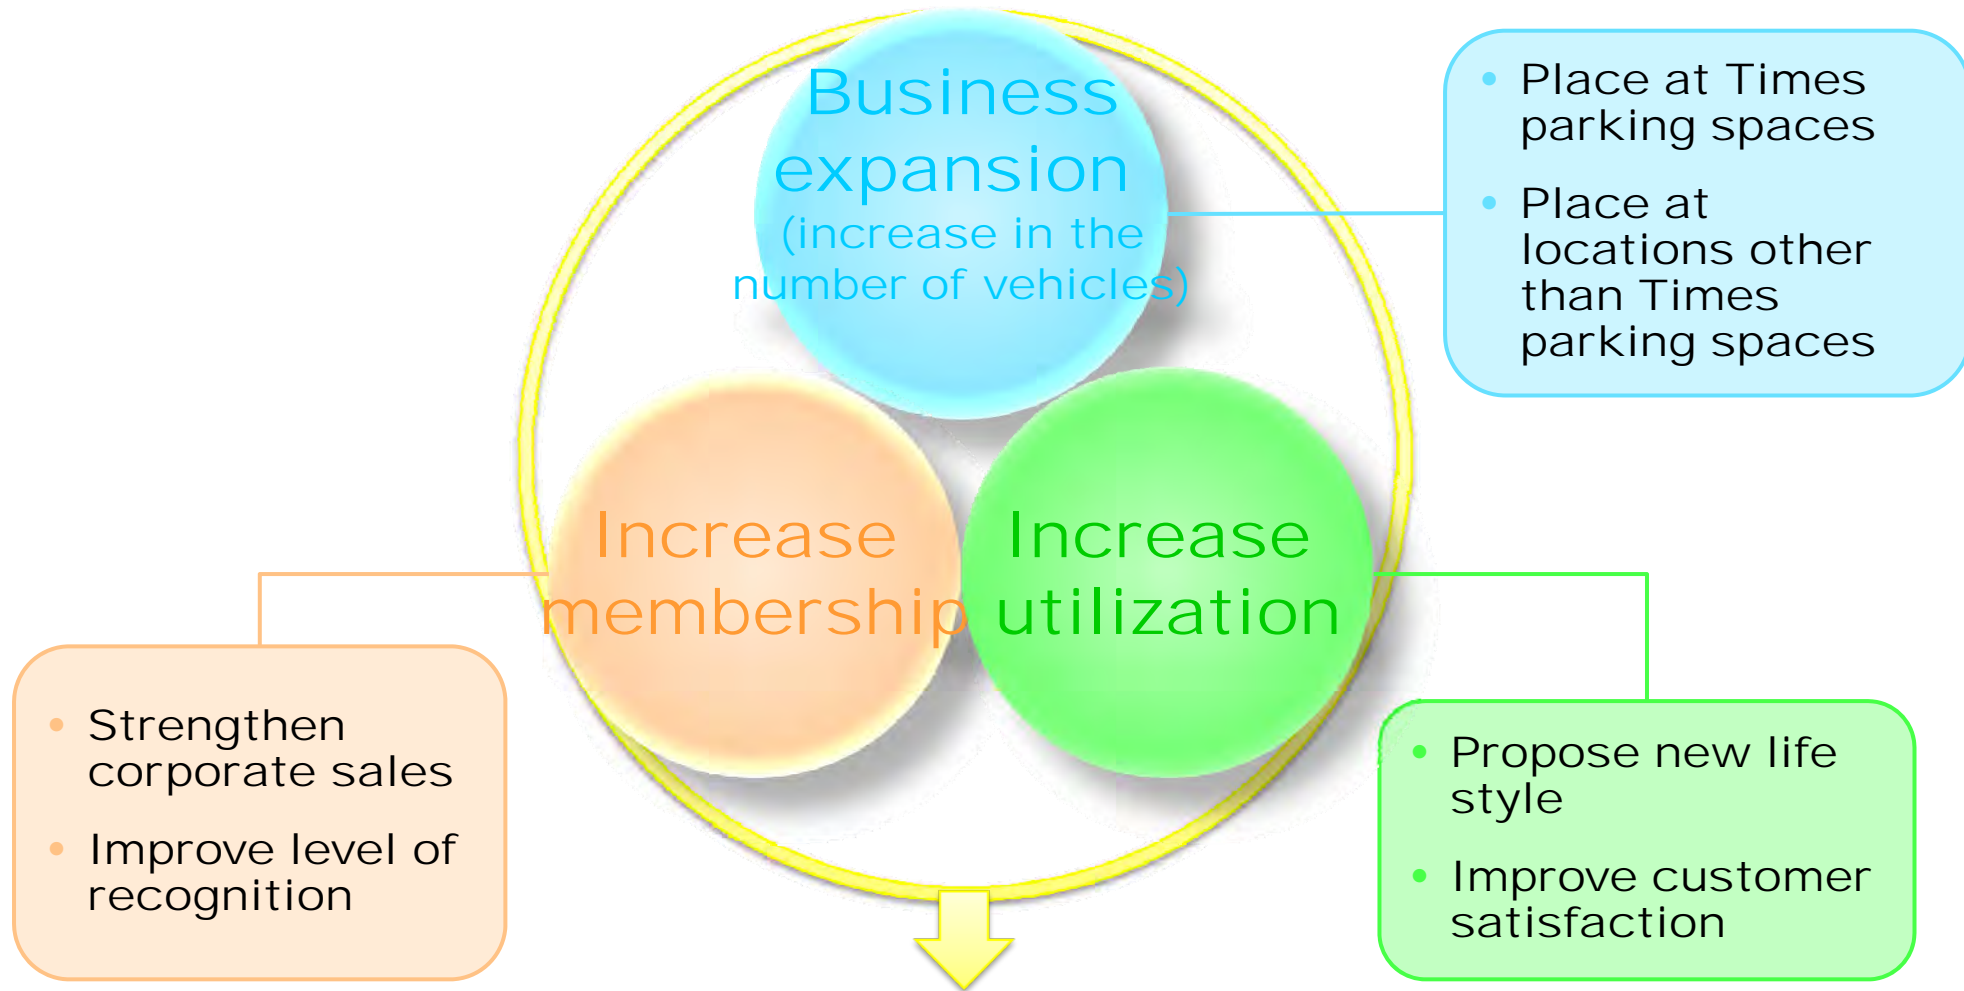 Business
expansion
(increase in the
number of vehicles)
• Place at Times
parking spaces
• Place at
locations other
than Times
parking spaces
Increase
membership
Increase
utilization
• Strengthen
corporate sales
• Improve level of
recognition
• Propose new life
style
• Improve customer
satisfaction